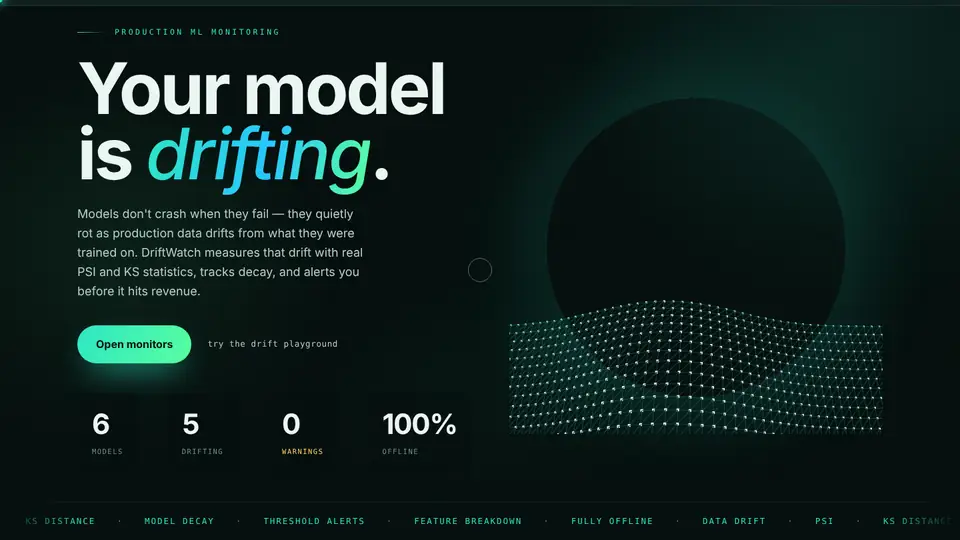 PRODUCTION ML MONITORING
Your model
is drifting.
Models don't crash when they fail — they quietly
rot as production data drifts from what they were
trained on. DriftWatch measures that drift with real
PSI and KS statistics, tracks decay, and alerts you
before it hits revenue.
Open monitors
try the drift playground
6 5 0 100%
MODELS DRIFTING WARNINGS OFFLINE
KS DISTANCE · MODEL DECAY · THRESHOLD ALERTS · FEATURE BREAKDOWN · FULLY OFFLINE · DATA DRIFT · PSI · KS DISTANCE